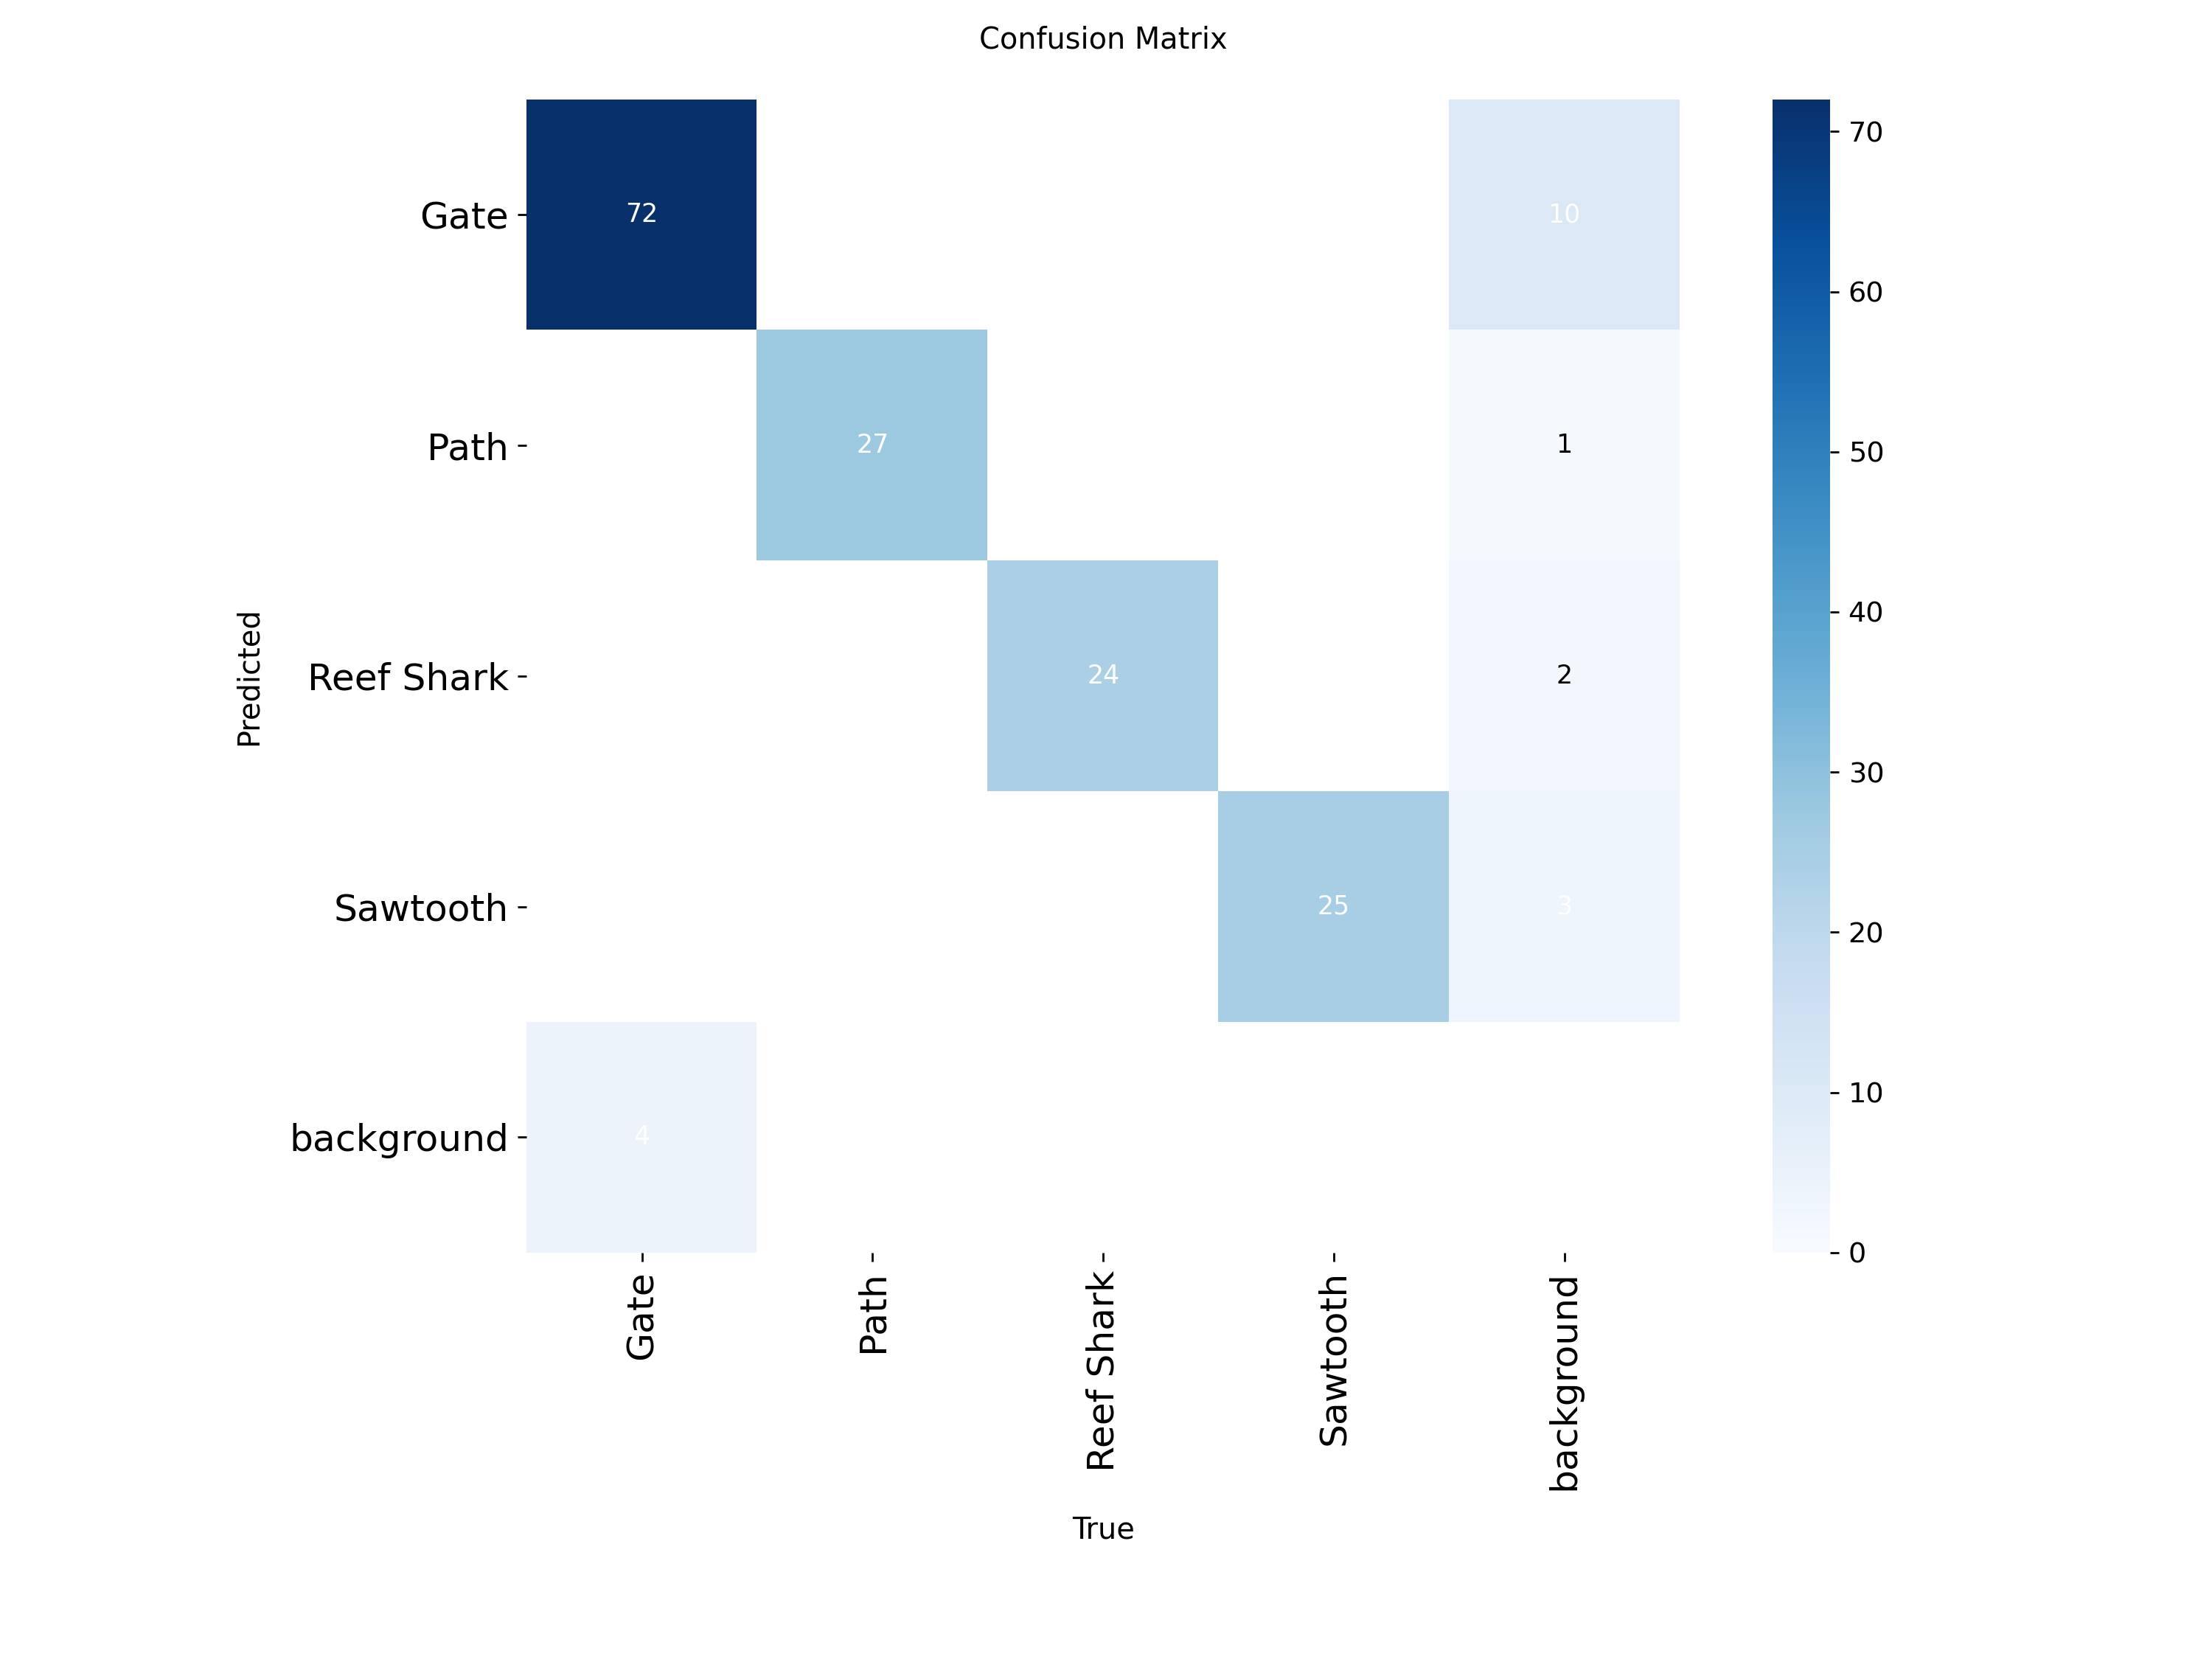 Confusion Matrix
Gate
72
10
Path
27
1
Reef Shark
24
2
Sawtooth
25
3
background
4
Predicted
Gate
Path
Reef Shark
Sawtooth
background
True
70
60
50
40
30
20
10
0